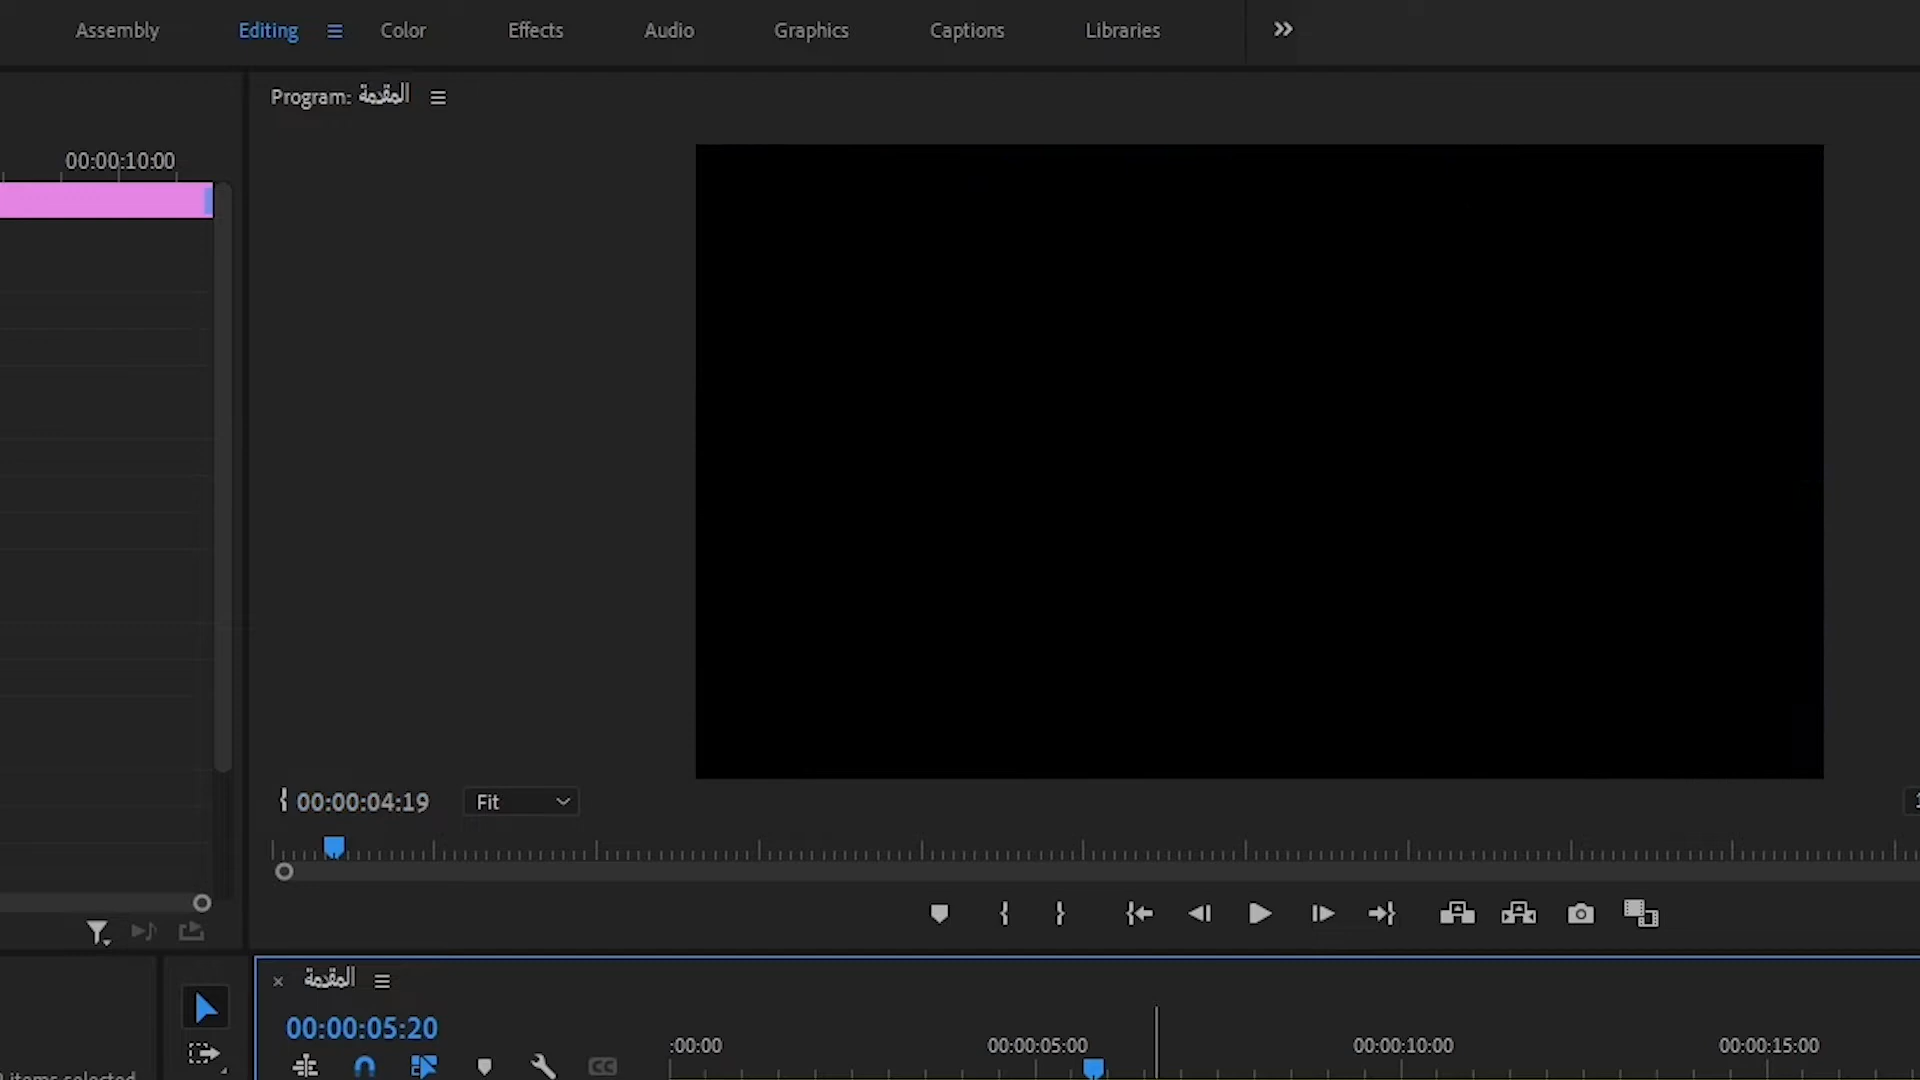 Assembly Editing Color Effects Audio Graphics Captions Libraries
Program: المقدمة
00:00:10:00
00:00:04:19 Fit
المقدمة
00:00:05:20
:00:00 00:00:05:00 00:00:10:00 00:00:15:00
items selected